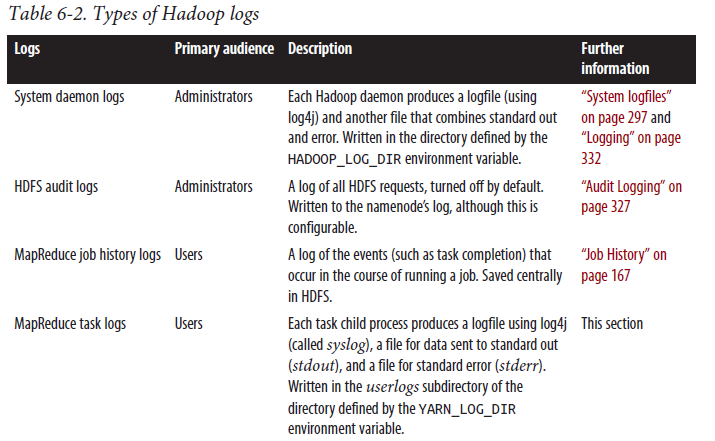 Table 6-2. Types of Hadoop logs
Logs Primary audience Description Further
information
System daemon logs Administrators Each Hadoop daemon produces a logfile (using “System logfiles”
log4j) and another file that combines standard out on page 297 and
and error. Written in the directory defined by the “Logging” on page
HADOOP_LOG_DIR environment variable. 332
HDFS audit logs Administrators A log of all HDFS requests, turned off by default. “Audit Logging” on
Written to the namenode’s log, although this is page 327
configurable.
MapReduce job history logs Users A log of the events (such as task completion) that “Job History” on
occur in the course of running a job. Saved centrally page 167
in HDFS.
MapReduce task logs Users Each task child process produces a logfile using log4j This section
(called syslog), a file for data sent to standard out
(stdout), and a file for standard error (stderr).
Written in the userlogs subdirectory of the
directory defined by the YARN_LOG_DIR
environment variable.